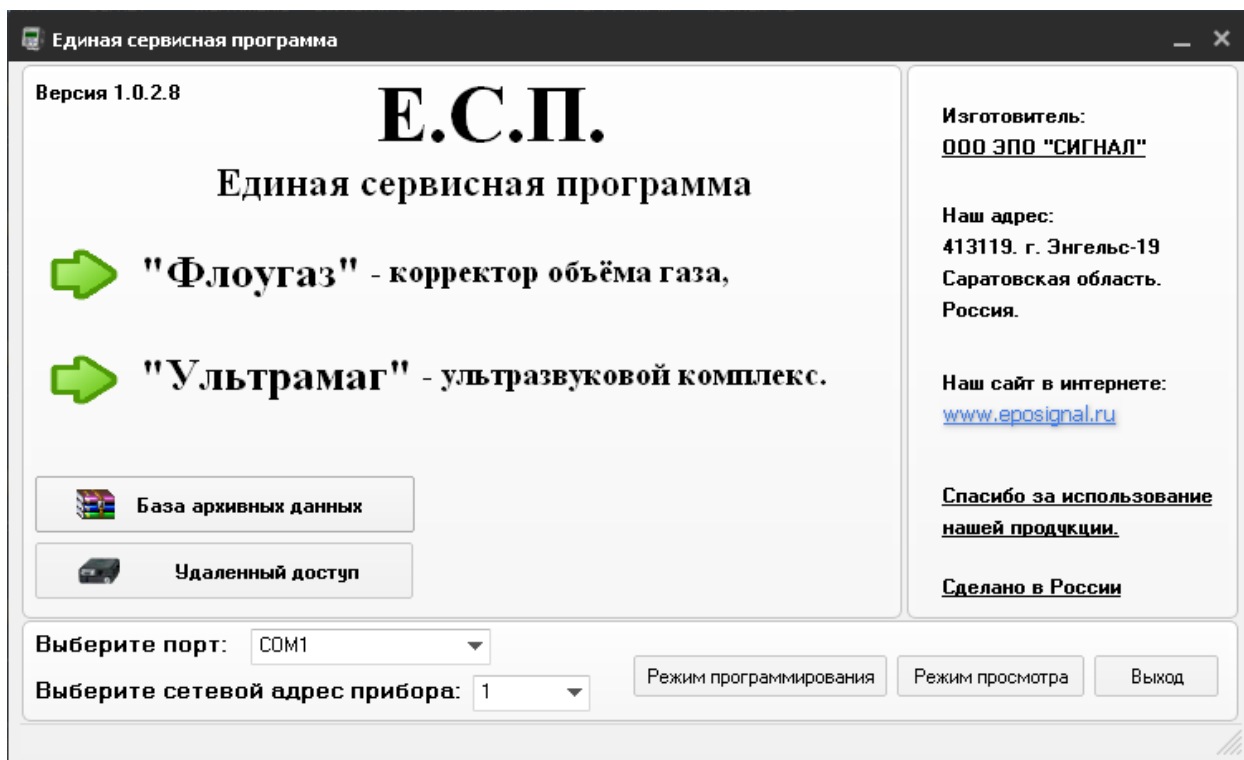 Единая сервисная программа
Версия 1.0.2.8
Е.С.П.
Единая сервисная программа
"Флоугаз" - корректор объёма газа,
"Ультрамаг" - ультразвуковой комплекс.
База архивных данных
Удаленный доступ
Изготовитель:
ООО ЭПО "СИГНАЛ"
Наш адрес:
413119. г. Энгельс-19
Саратовская область.
Россия.
Наш сайт в интернете:
www.eposignal.ru
Спасибо за использование
нашей продукции.
Сделано в России
Выберите порт: COM1
Выберите сетевой адрес прибора: 1
Режим программирования Режим просмотра Выход